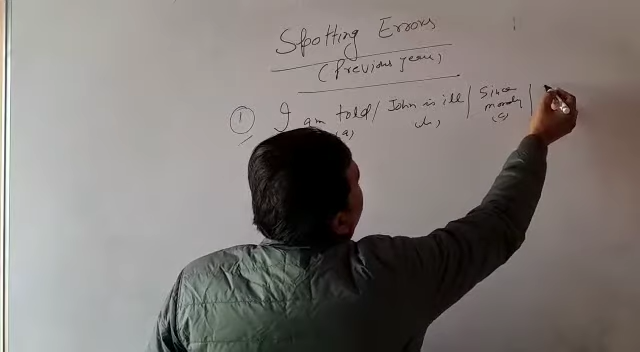 Spotting Errors
(Previous year)
① I am told / John is ill / Since monday /
(a) (b) (c)